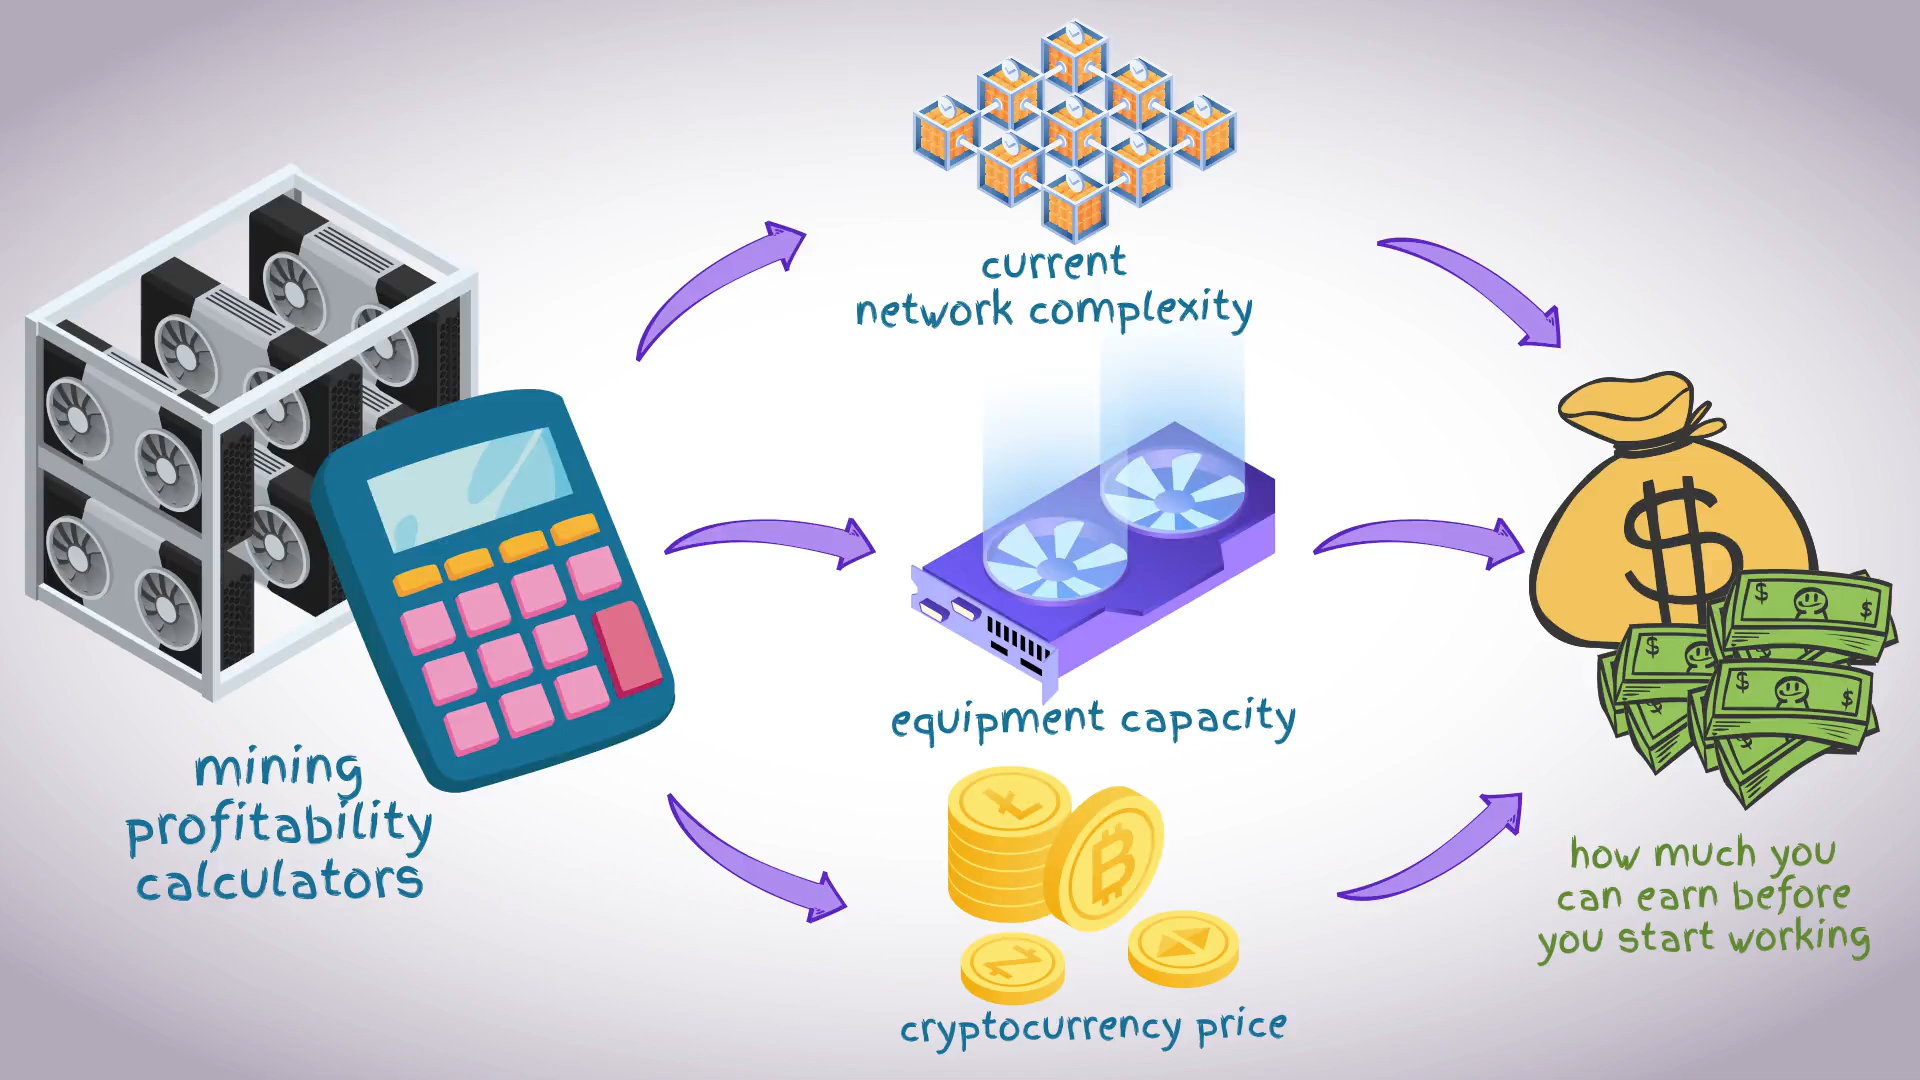 current
network complexity
equipment capacity
mining
profitability
calculators
how much you
can earn before
you start working
cryptocurrency price